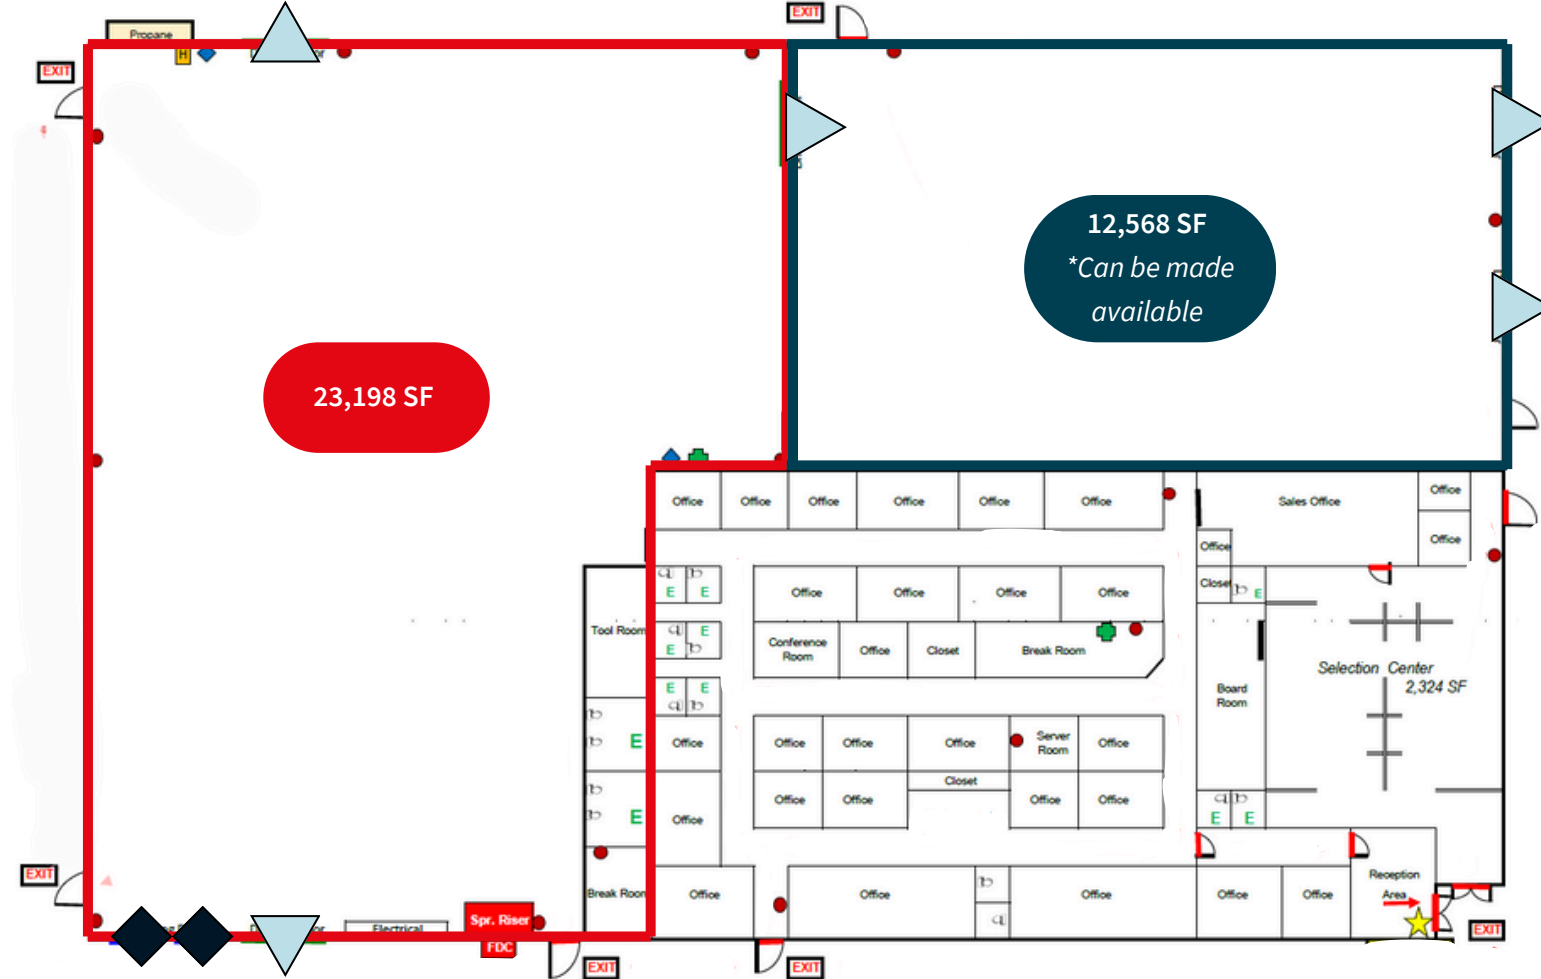 EXIT
Propane
H
EXIT
12,568 SF
*Can be made
available
23,198 SF
Office
Office
Office
Office
Office
Office
Sales Office
Office
Office
Office
Closet
E
E
E
Office
Office
Office
Office
Tool Room
E
E
Conference
Room
Office
Closet
Break Room
Selection Center
2,324 SF
Board
Room
E
E
E
Office
Office
Office
Office
Server
Room
Office
Closet
E
Office
Office
Office
Office
Office
E
E
EXIT
Break Room
Office
Office
Office
Office
Office
Reception
Area
Spr. Riser
Electrical
FDC
EXIT
EXIT
EXIT